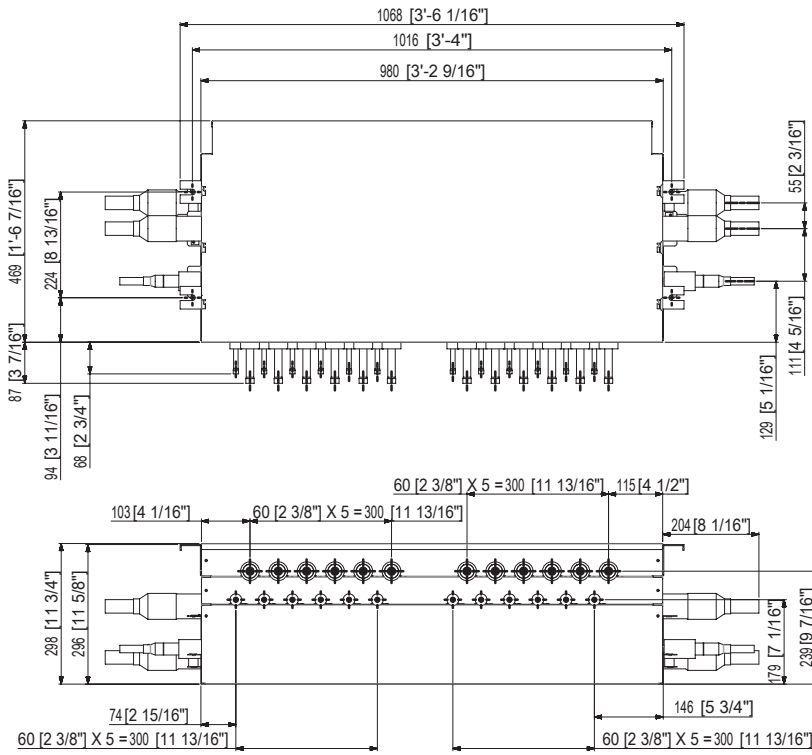 1068 [3'-6 1/16"]
1016 [3'-4"]
980 [3'-2 9/16"]
55 [2 3/16"]
469 [1'-6 7/16"]
224 [8 13/16"]
111 [4 5/16"]
129 [5 1/16"]
87 [3 7/16"]
94 [3 11/16"]
68 [2 3/4"]
60 [2 3/8"] X 5 =300 [11 13/16"]
115 [4 1/2"]
103 [4 1/16"]
60 [2 3/8"] X 5 =300 [11 13/16"]
204 [8 1/16"]
298 [11 3/4"]
296 [11 5/8"]
179 [7 1/16"]
239 [9 7/16"]
74 [2 15/16"]
146 [5 3/4"]
60 [2 3/8"] X 5 =300 [11 13/16"]
60 [2 3/8"] X 5 =300 [11 13/16"]